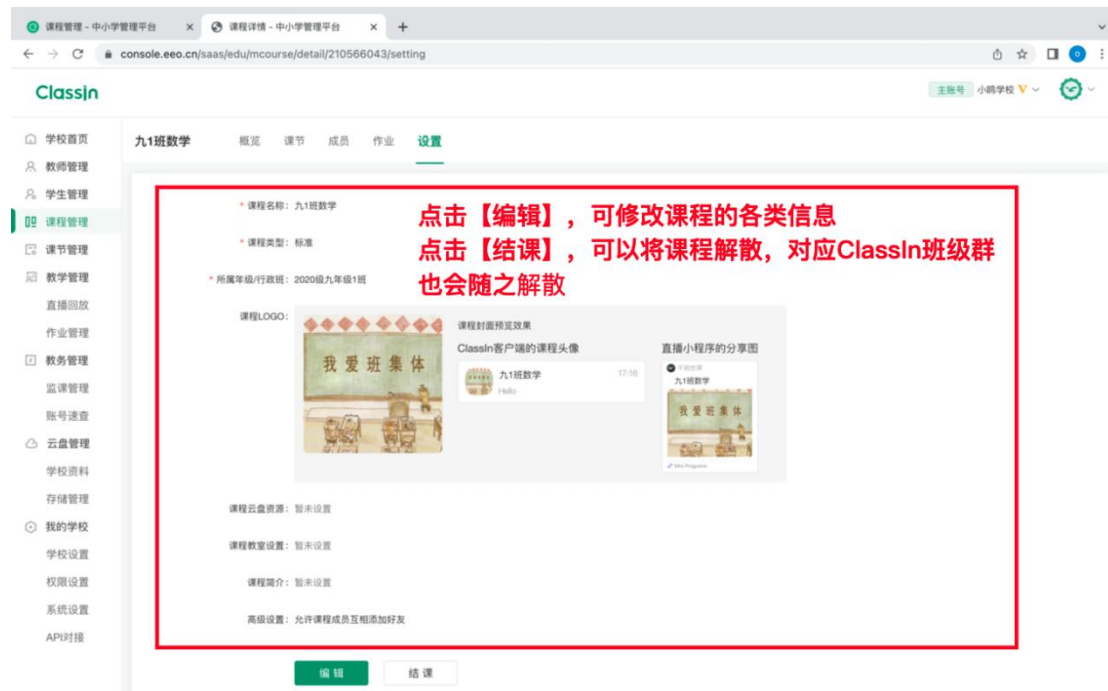 课程管理 - 中小学管理平台
课程详情 - 中小学管理平台
console.eeo.cn/saas/edu/mcourse/detail/210566043/setting
ClassIn
主账号 小鸥学校 V
学校首页
教师管理
学生管理
课程管理
课节管理
教学管理
直播回放
作业管理
教务管理
监课管理
账号速查
云盘管理
学校资料
存储管理
我的学校
学校设置
权限设置
系统设置
API对接
九1班数学 概览 课节 成员 作业 设置
点击【编辑】，可修改课程的各类信息
点击【结课】，可以将课程解散，对应ClassIn班级群
也会随之解散
* 课程名称： 九1班数学
* 课程类型： 标准
* 所属年级/行政班： 2020级九年级1班
课程LOGO：
我爱班集体
课程封面预览效果
ClassIn客户端的课程头像
九1班数学 17:16
Hello
直播小程序的分享图
九1班数学
我爱班集体
Mini Programs
课程云盘资源： 暂未设置
课程教室设置： 暂未设置
课程简介： 暂未设置
高级设置： 允许课程成员互相添加好友
编 辑 结 课